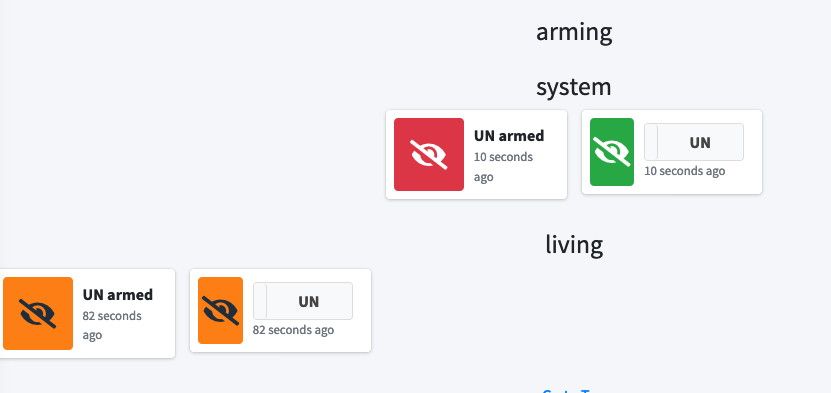 arming
system
UN armed
10 seconds
ago
UN
10 seconds ago
living
UN armed
82 seconds
ago
UN
82 seconds ago